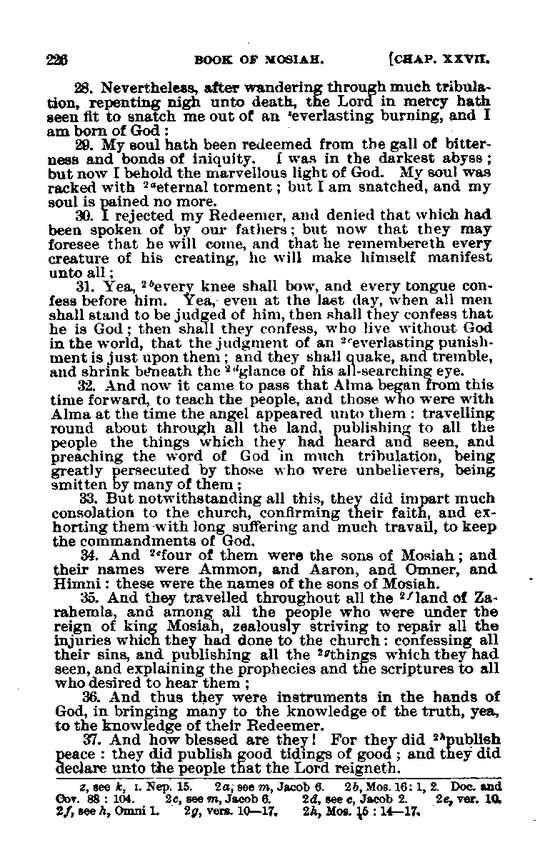 226 BOOK OF MOSIAH. [CHAP. XXVII.
28. Nevertheless, after wandering through much tribula-
tion, repenting nigh unto death, the Lord in mercy hath
seen fit to snatch me out of an ᶻeverlasting burning, and I
am born of God:
29. My soul hath been redeemed from the gall of bitter-
ness and bonds of iniquity. I was in the darkest abyss;
but now I behold the marvellous light of God. My soul was
racked with ²ᵃeternal torment; but I am snatched, and my
soul is pained no more.
30. I rejected my Redeemer, and denied that which had
been spoken of by our fathers; but now that they may
foresee that he will come, and that he remembereth every
creature of his creating, he will make himself manifest
unto all;
31. Yea, ²ᵇevery knee shall bow, and every tongue con-
fess before him. Yea, even at the last day, when all men
shall stand to be judged of him, then shall they confess that
he is God; then shall they confess, who live without God
in the world, that the judgment of an ²ᶜeverlasting punish-
ment is just upon them; and they shall quake, and tremble,
and shrink beneath the ²ᵈglance of his all-searching eye.
32. And now it came to pass that Alma began from this
time forward, to teach the people, and those who were with
Alma at the time the angel appeared unto them: travelling
round about through all the land, publishing to all the
people the things which they had heard and seen, and
preaching the word of God in much tribulation, being
greatly persecuted by those who were unbelievers, being
smitten by many of them;
33. But notwithstanding all this, they did impart much
consolation to the church, confirming their faith, and ex-
horting them with long suffering and much travail, to keep
the commandments of God.
34. And ²ᵉfour of them were the sons of Mosiah; and
their names were Ammon, and Aaron, and Omner, and
Himni: these were the names of the sons of Mosiah.
35. And they travelled throughout all the ²ᶠland of Za-
rahemla, and among all the people who were under the
reign of king Mosiah, zealously striving to repair all the
injuries which they had done to the church: confessing all
their sins, and publishing all the ²ᵍthings which they had
seen, and explaining the prophecies and the scriptures to all
who desired to hear them;
36. And thus they were instruments in the hands of
God, in bringing many to the knowledge of the truth, yea,
to the knowledge of their Redeemer.
37. And how blessed are they! For they did ²ʰpublish
peace: they did publish good tidings of good; and they did
declare unto the people that the Lord reigneth.
z, see k, I. Nep. 15. 2a, see m, Jacob 6. 2b, Mos. 16: 1, 2. Doc. and
Cov. 88: 104. 2c, see m, Jacob 6. 2d, see c, Jacob 2. 2e, ver. 10.
2f, see h, Omni 1. 2g, vers. 10—17. 2h, Mos. 15: 14—17.